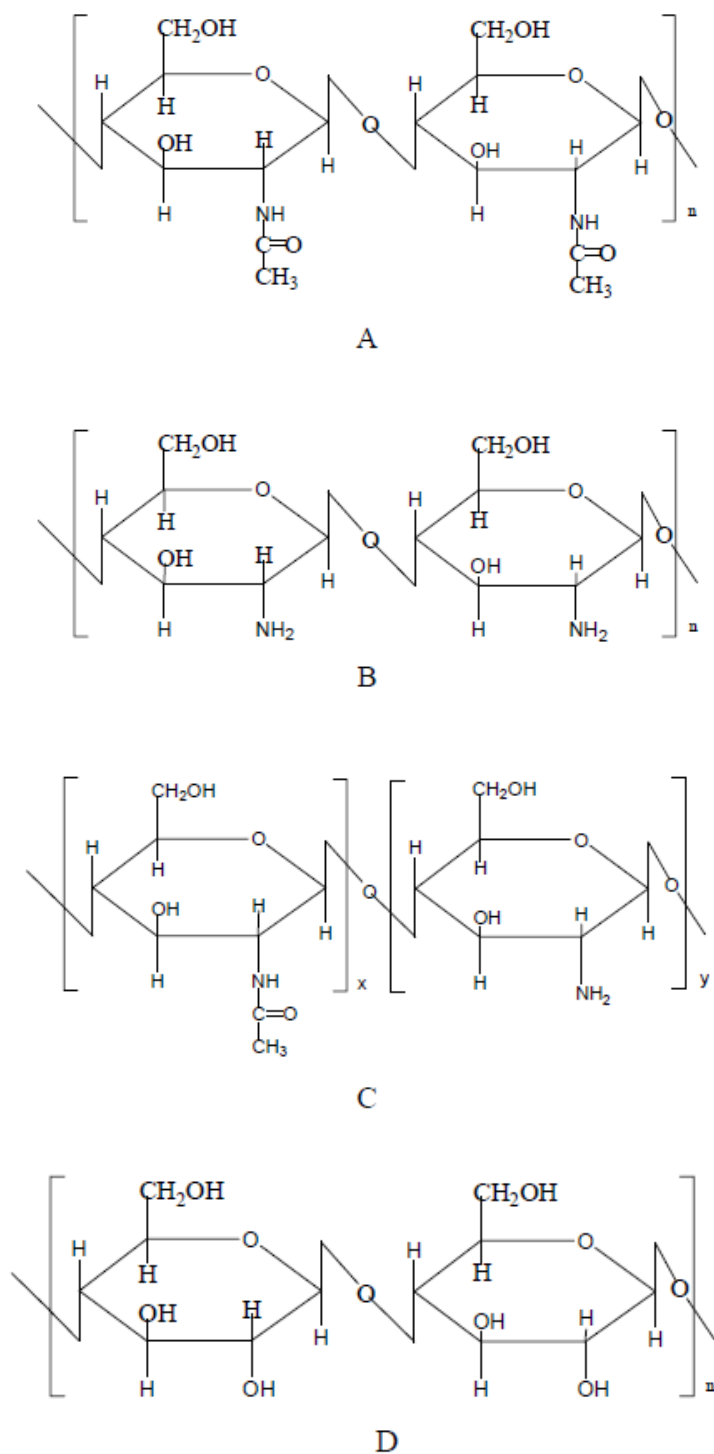 CH₂OH CH₂OH
H O H O
H H
OH H O OH H O
H H H H
NH NH n
C=O C=O
CH₃ CH₃
A
CH₂OH CH₂OH
H O H O
H H
OH H O OH H O
H H
H NH₂ H NH₂ n
B
CH₂OH CH₂OH
H O H O
H H
OH H O OH H O
H H
H NH H NH₂
x y
C=O
CH₃
C
CH₂OH CH₂OH
H O H O
H H
OH H O OH H O
H H
H OH H OH n
D